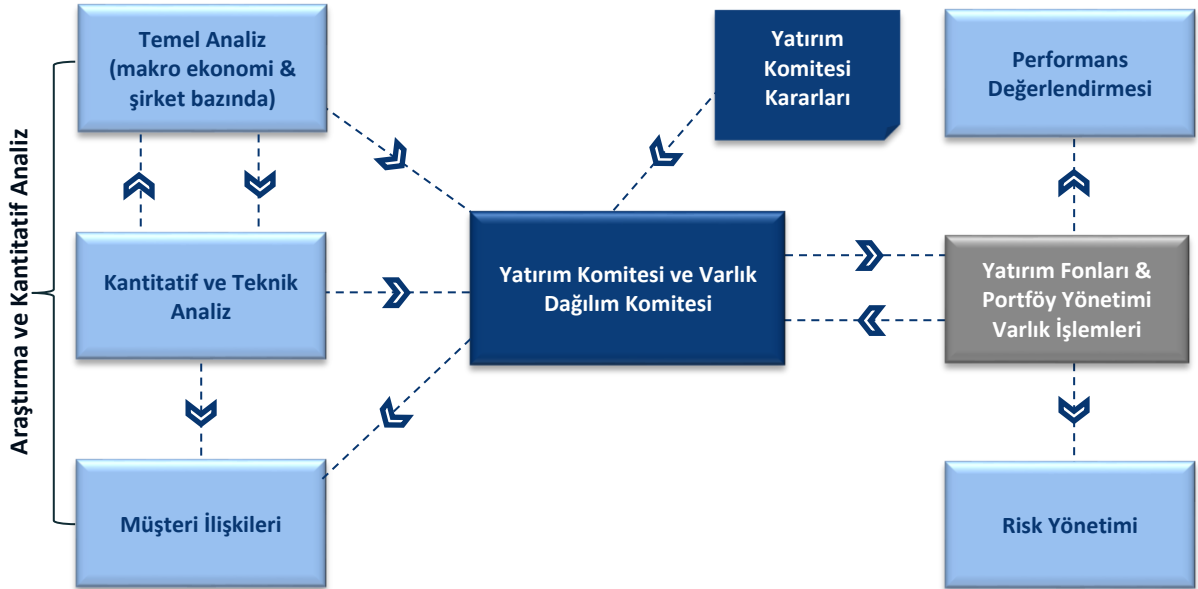 Araştırma ve Kantitatif Analiz
Temel Analiz
(makro ekonomi &
şirket bazında)
Yatırım
Komitesi
Kararları
Performans
Değerlendirmesi
Kantitatif ve Teknik
Analiz
Yatırım Komitesi ve Varlık
Dağılım Komitesi
Yatırım Fonları &
Portföy Yönetimi
Varlık İşlemleri
Müşteri İlişkileri
Risk Yönetimi